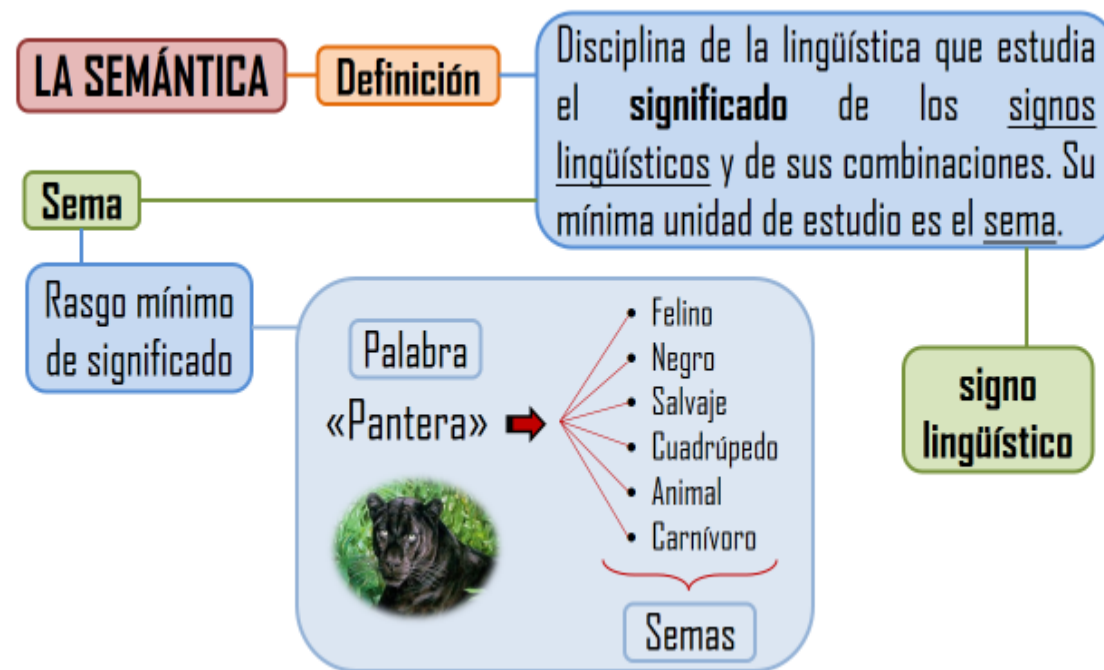 LA SEMÁNTICA
Definición
Disciplina de la lingüística que estudia
el significado de los signos
lingüísticos y de sus combinaciones. Su
mínima unidad de estudio es el sema.
Sema
Rasgo mínimo
de significado
Palabra
«Pantera»
• Felino
• Negro
• Salvaje
• Cuadrúpedo
• Animal
• Carnívoro
Semas
signo
lingüístico